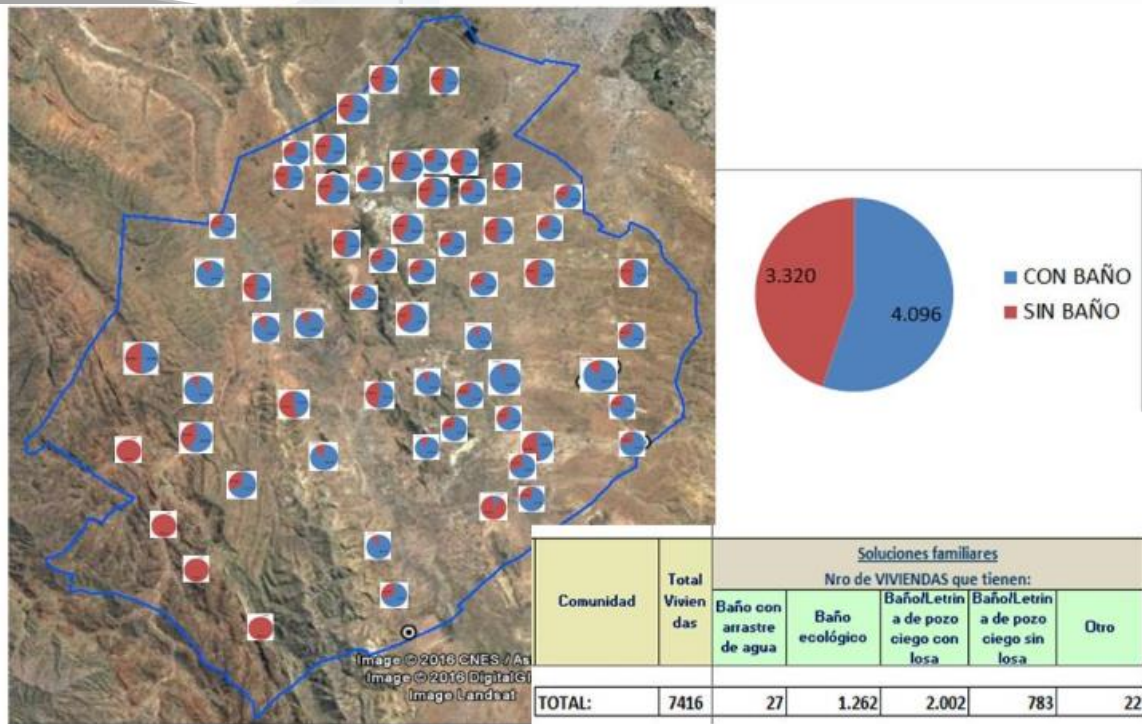 3.320
4.096
CON BAÑO
SIN BAÑO
Image © 2016 CNES / As
Image © 2016 DigitalGl
Image Landsat
Comunidad
Total
Vivien
das
Soluciones familiares
Nro de VIVIENDAS que tienen:
Baño con
arrastre
de agua
Baño
ecológico
Baño/Letrin
a de pozo
ciego con
losa
Baño/Letrin
a de pozo
ciego sin
losa
Otro
TOTAL: 7416 27 1.262 2.002 783 22